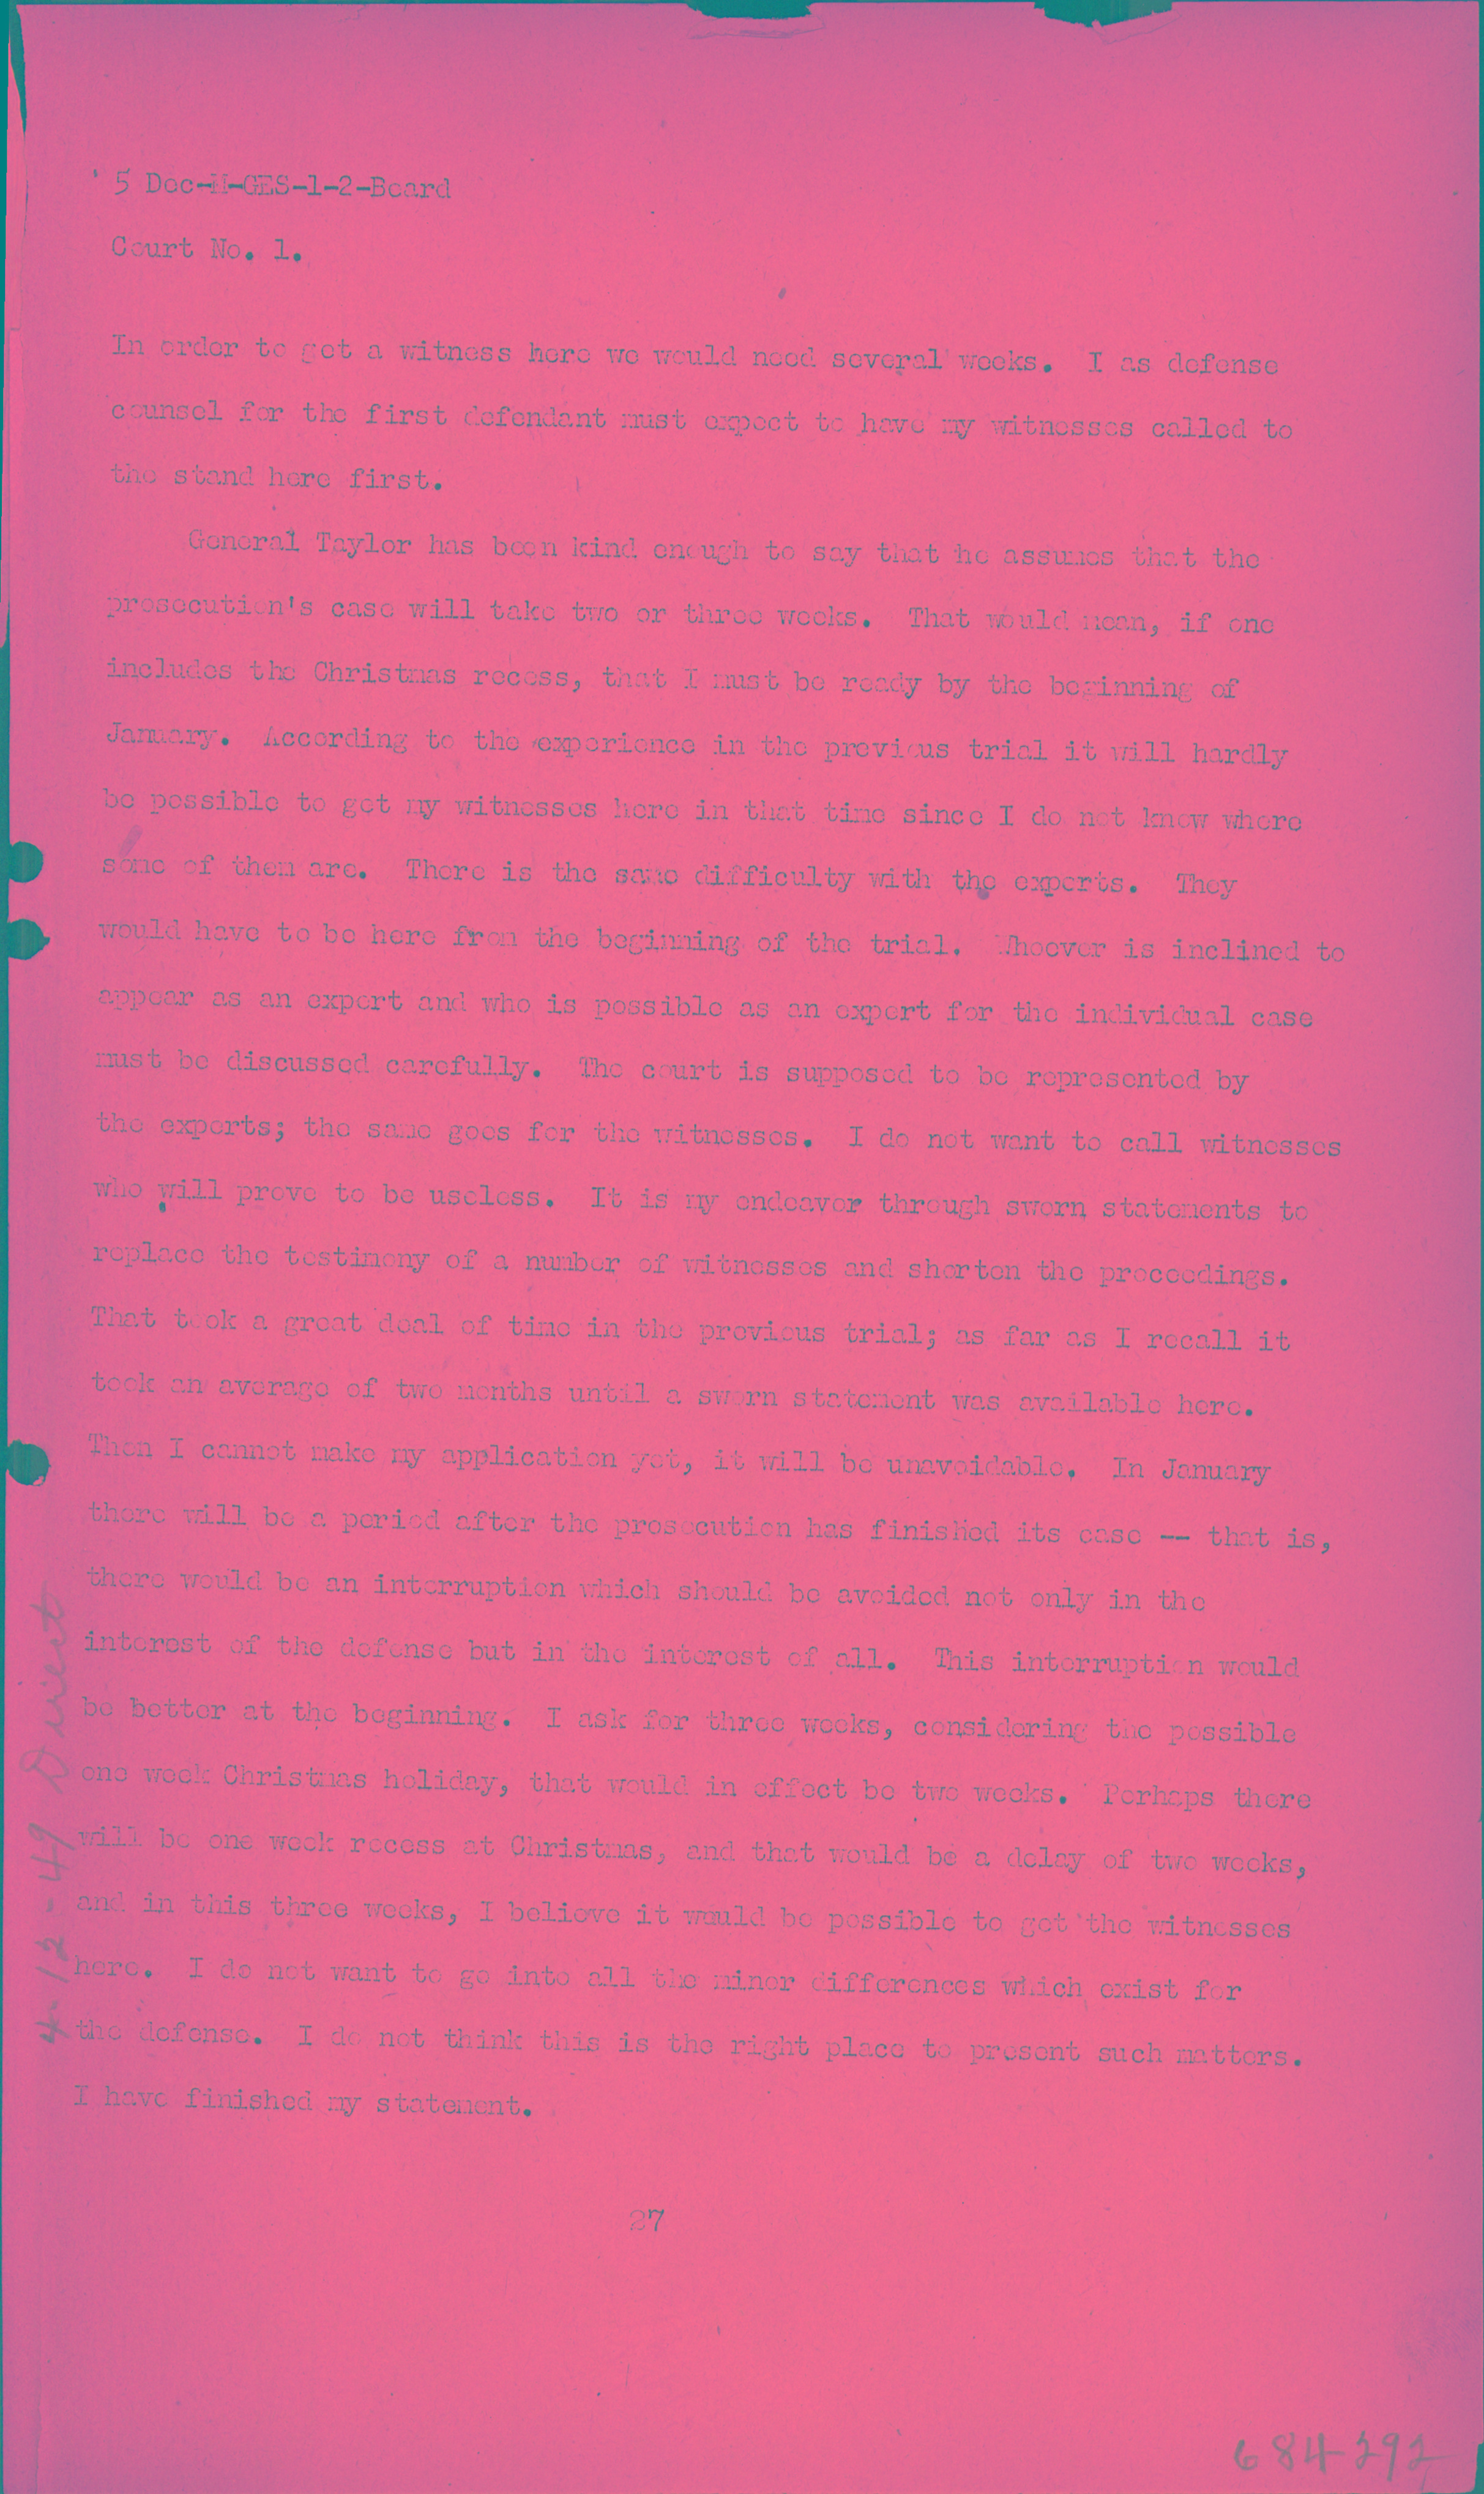 5 Dec-M-GES-1-2-Beard
Court No. 1.
In order to get a witness here we would need several weeks. I as defense
counsel for the first defendant must expect to have my witnesses called to
the stand here first.
General Taylor has been kind enough to say that he assumes that the
prosecution's case will take two or three weeks. That would mean, if one
includes the Christmas recess, that I must be ready by the beginning of
January. According to the experience in the previous trial it will hardly
be possible to get my witnesses here in that time since I do not know where
some of them are. There is the same difficulty with the experts. They
would have to be here from the beginning of the trial. Whoever is inclined to
appear as an expert and who is possible as an expert for the individual case
must be discussed carefully. The court is supposed to be represented by
the experts; the same goes for the witnesses. I do not want to call witnesses
who will prove to be useless. It is my endeavor through sworn statements to
replace the testimony of a number of witnesses and shorten the proceedings.
That took a great deal of time in the previous trial; as far as I recall it
took an average of two months until a sworn statement was available here.
Then I cannot make my application yet, it will be unavoidable. In January
there will be a period after the prosecution has finished its case -- that is,
there would be an interruption which should be avoided not only in the
interest of the defense but in the interest of all. This interruption would
be better at the beginning. I ask for three weeks, considering the possible
one week Christmas holiday, that would in effect be two weeks. Perhaps there
will be one week recess at Christmas, and that would be a delay of two weeks,
and in this three weeks, I believe it would be possible to get the witnesses
here. I do not want to go into all the minor differences which exist for
the defense. I do not think this is the right place to present such matters.
I have finished my statement.
27
684292